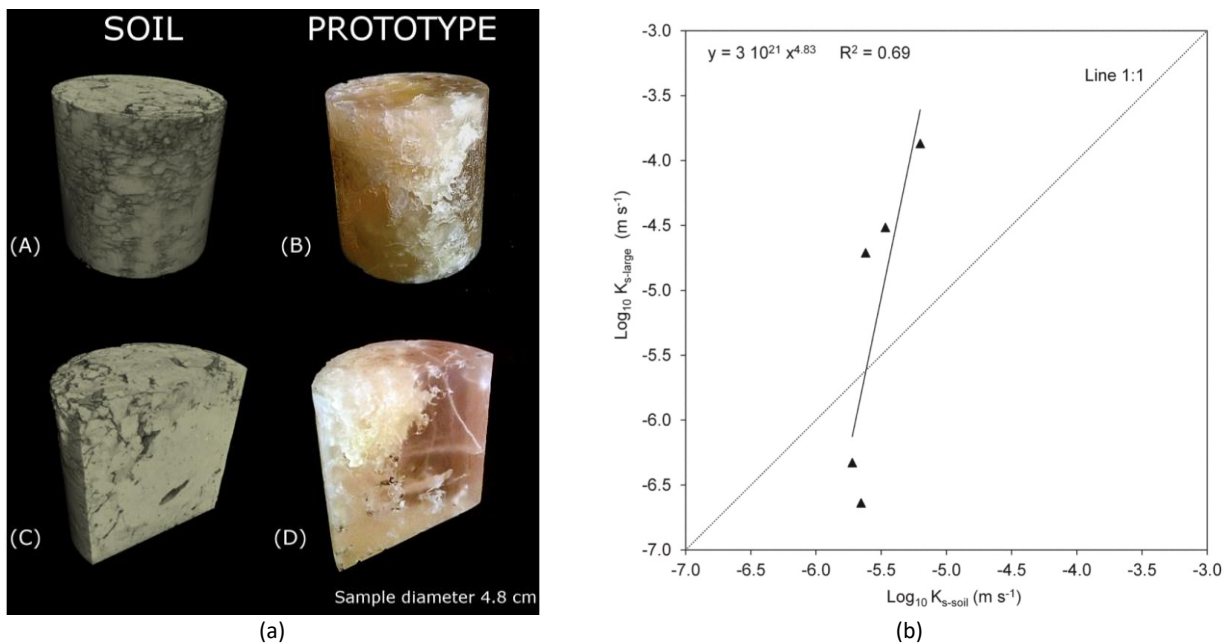 SOIL PROTOTYPE
(A) (B)
(C) (D)
Sample diameter 4.8 cm
(a)
y = 3 10²¹ x⁴·⁸³ R² = 0.69
Line 1:1
Log₁₀ Kₛ₋ₗₐᵣgₑ (m s⁻¹)
-3.0
-3.5
-4.0
-4.5
-5.0
-5.5
-6.0
-6.5
-7.0
-7.0 -6.5 -6.0 -5.5 -5.0 -4.5 -4.0 -3.5 -3.0
Log₁₀ Kₛ₋ₛₒᵢₗ (m s⁻¹)
(b)